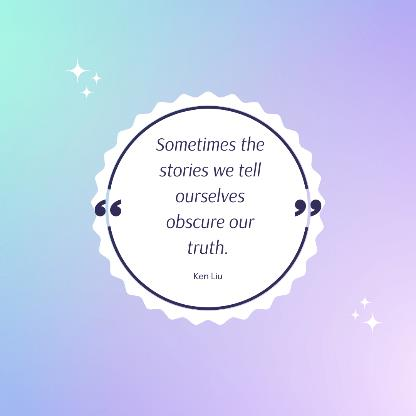 Sometimes the
stories we tell
ourselves
obscure our
truth.
Ken Liu